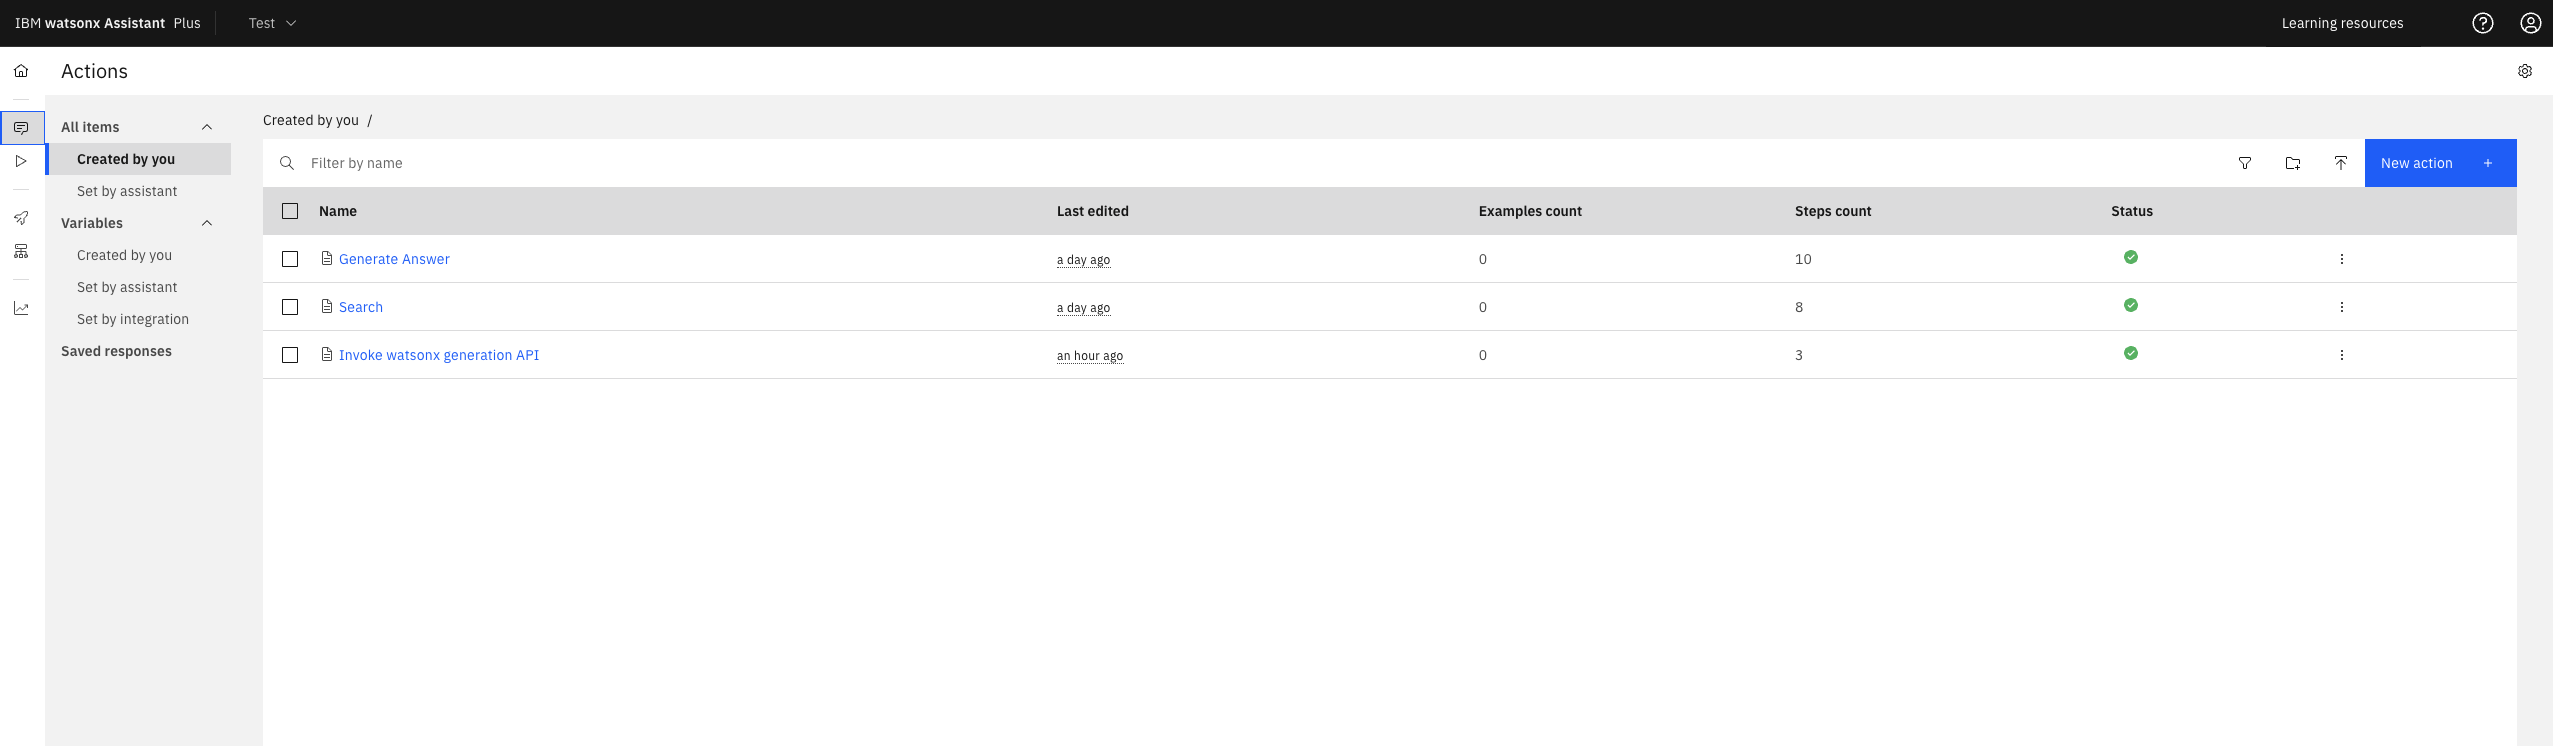 IBM watsonx Assistant Plus Test Learning resources
Actions
All items
Created by you
Set by assistant
Variables
Created by you
Set by assistant
Set by integration
Saved responses
Created by you /
Filter by name New action +
Name Last edited Examples count Steps count Status
Generate Answer a day ago 0 10
Search a day ago 0 8
Invoke watsonx generation API an hour ago 0 3